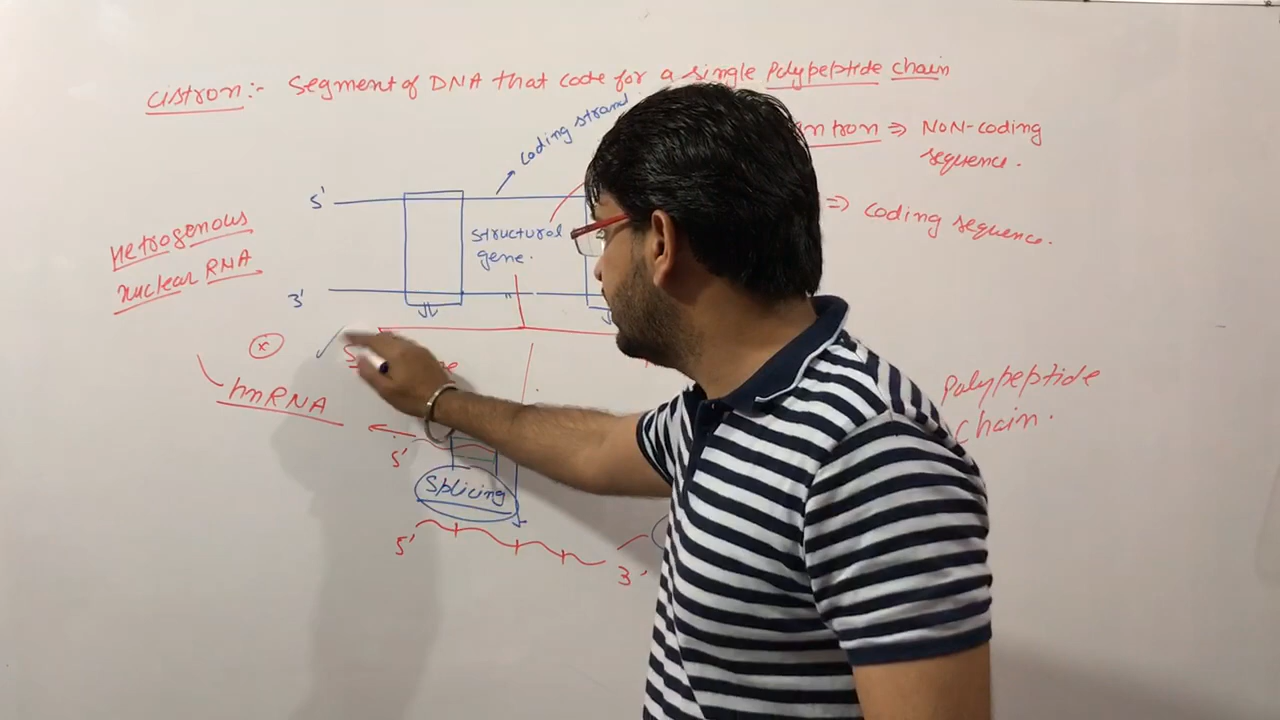 Cistron:- Segment of DNA that code for a single Polypeptide chain
coding strand
intron ⇒ NON-coding
sequence.
5'
⇒ coding sequence.
Hetrogenous
nuclear RNA
structural
gene.
3'
hnRNA
Polypeptide
chain.
5'
Splicing
5'
3'